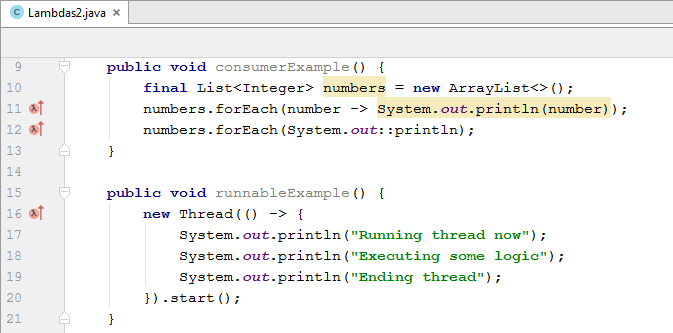 Lambdas2.java
9 public void consumerExample() {
10 final List<Integer> numbers = new ArrayList<>();
11 numbers.forEach(number -> System.out.println(number));
12 numbers.forEach(System.out::println);
13 }
14
15 public void runnableExample() {
16 new Thread(() -> {
17 System.out.println("Running thread now");
18 System.out.println("Executing some logic");
19 System.out.println("Ending thread");
20 }).start();
21 }